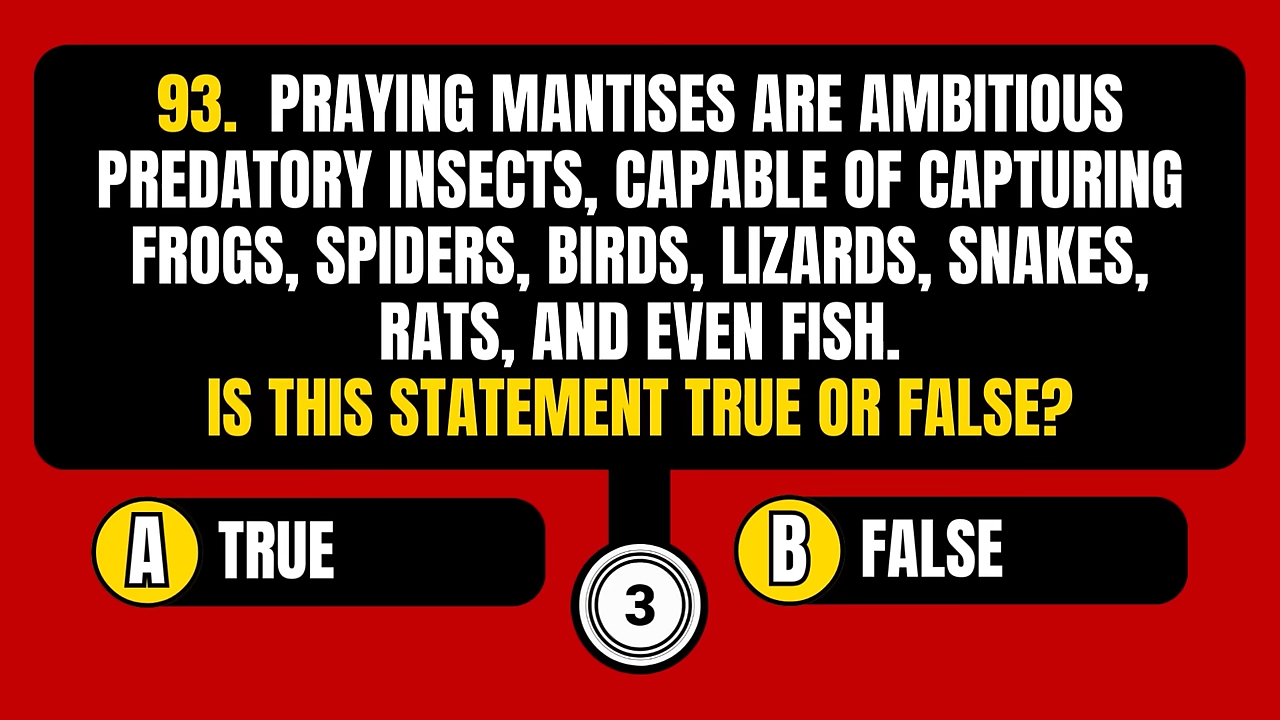 93. PRAYING MANTISES ARE AMBITIOUS
PREDATORY INSECTS, CAPABLE OF CAPTURING
FROGS, SPIDERS, BIRDS, LIZARDS, SNAKES,
RATS, AND EVEN FISH.
IS THIS STATEMENT TRUE OR FALSE?
A TRUE
B FALSE
3